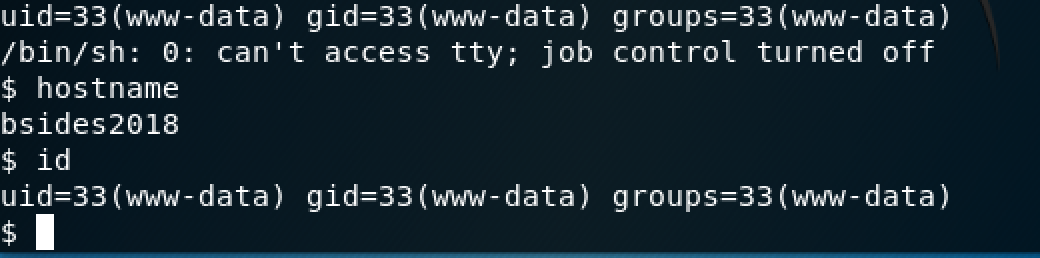 uid=33(www-data) gid=33(www-data) groups=33(www-data)
/bin/sh: 0: can't access tty; job control turned off
$ hostname
bsides2018
$ id
uid=33(www-data) gid=33(www-data) groups=33(www-data)
$